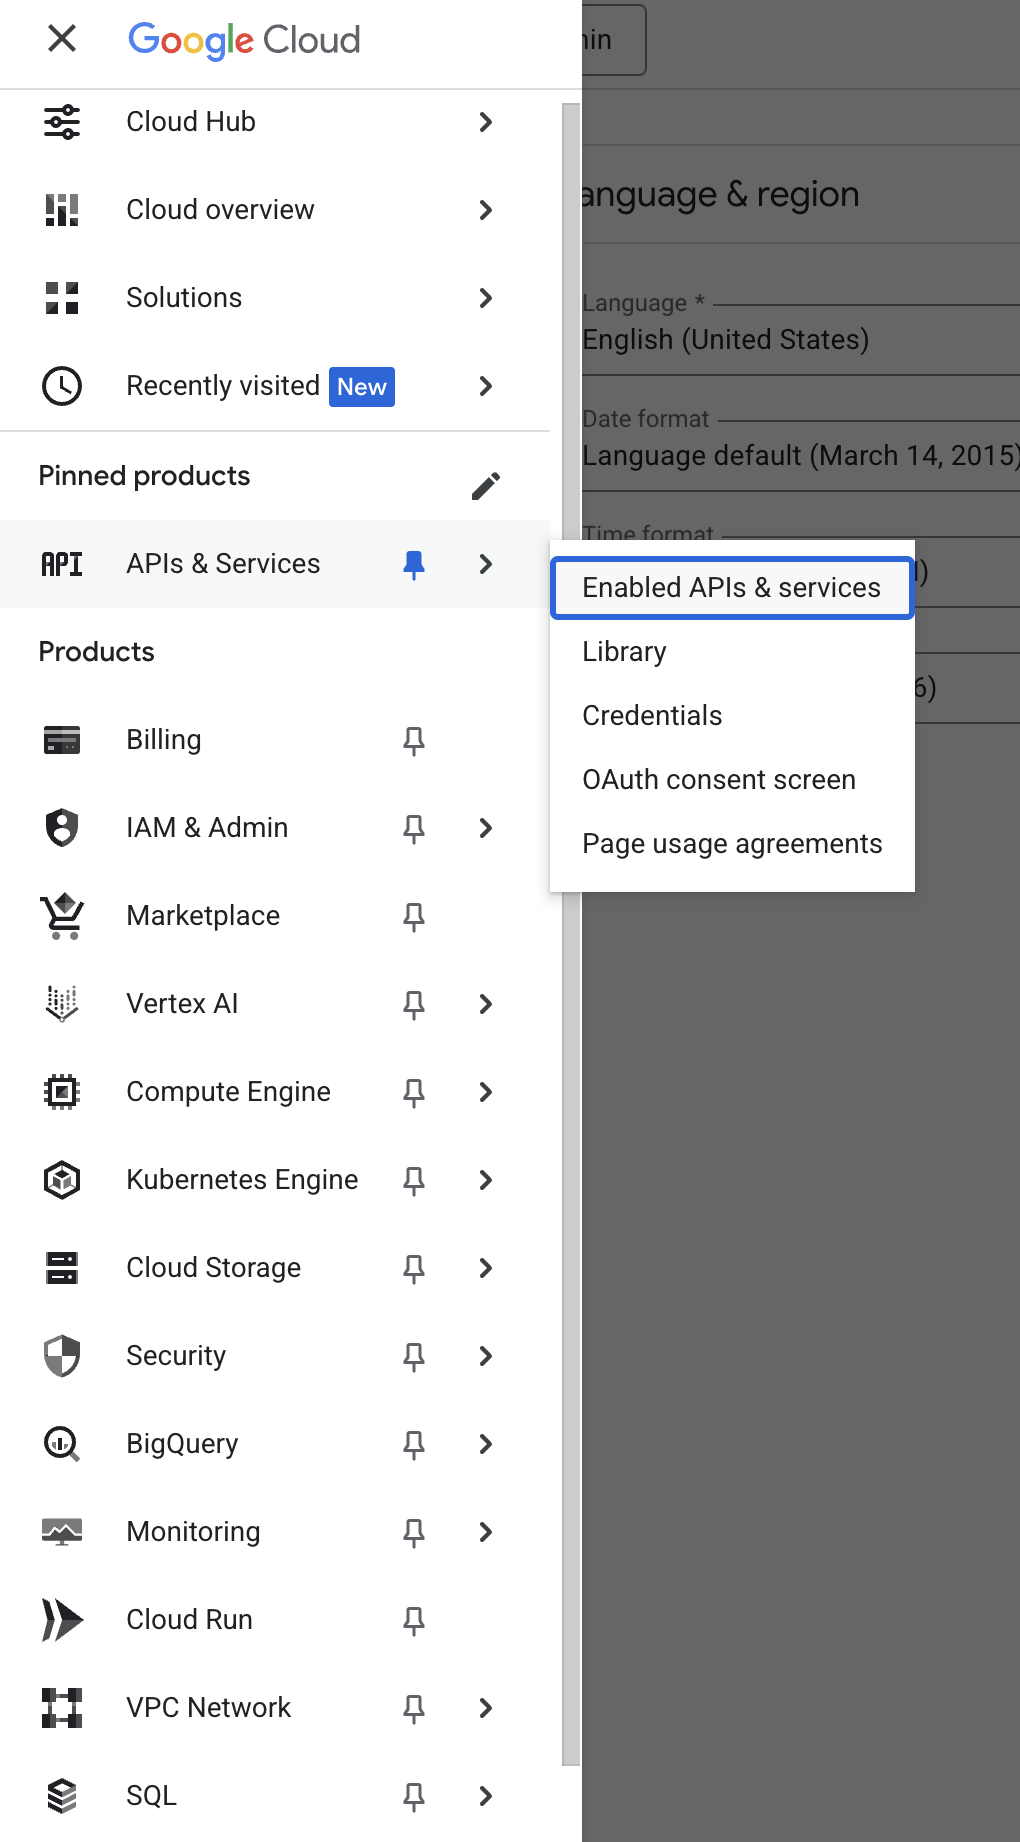 Google Cloud
Cloud Hub
Cloud overview
Solutions
Recently visited New
Pinned products
API APIs & Services
Products
Billing
IAM & Admin
Marketplace
Vertex AI
Compute Engine
Kubernetes Engine
Cloud Storage
Security
BigQuery
Monitoring
Cloud Run
VPC Network
SQL
Enabled APIs & services
Library
Credentials
OAuth consent screen
Page usage agreements
& region
Language *
English (United States)
Date format
Language default (March 14, 2015)
Time format